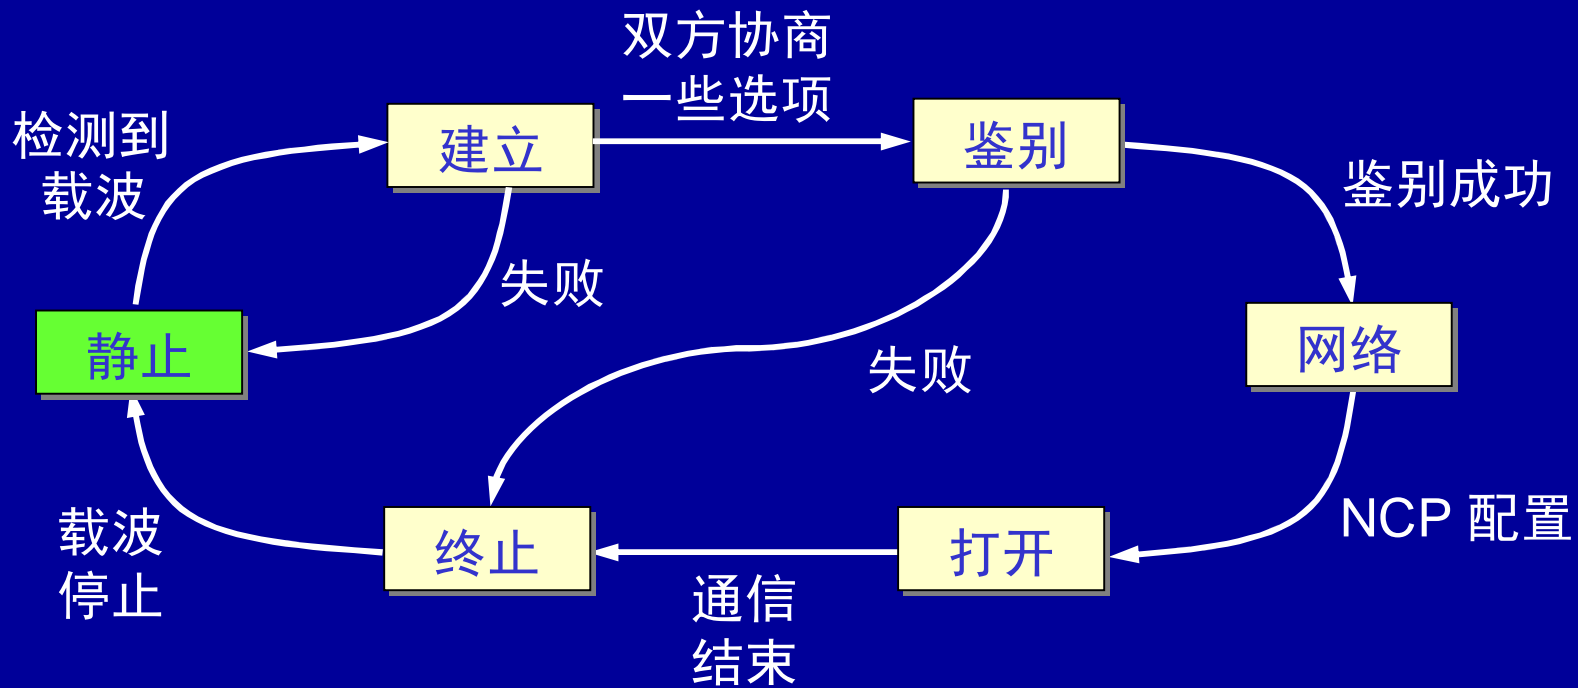 双方协商
一些选项
检测到
载波
建立
鉴别
鉴别成功
失败
静止
网络
失败
载波
停止
终止
打开
NCP 配置
通信
结束